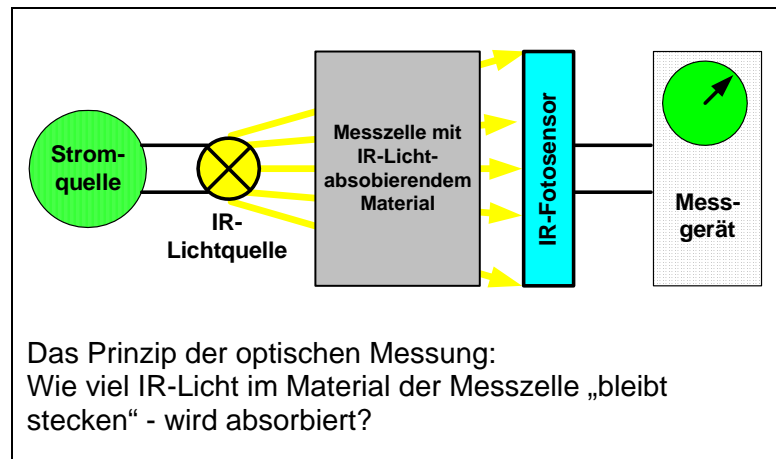 Strom-
quelle
IR-
Lichtquelle
Messzelle mit
IR-Licht-
absobierendem
Material
IR-Fotosensor
Mess-
gerät
Das Prinzip der optischen Messung:
Wie viel IR-Licht im Material der Messzelle „bleibt
stecken“ - wird absorbiert?